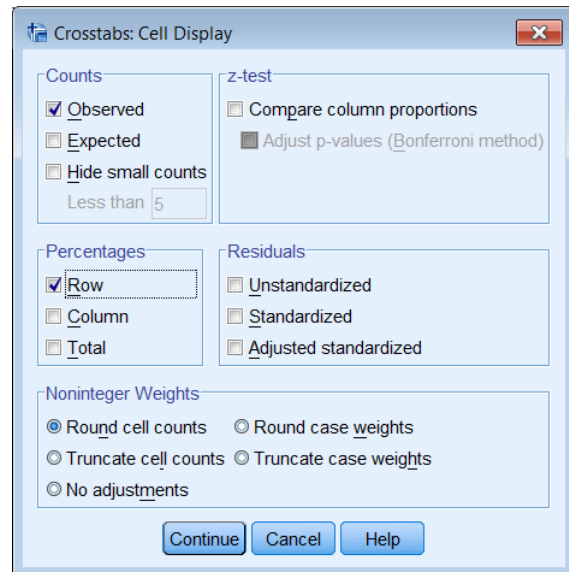 Crosstabs: Cell Display
Counts
Observed
Expected
Hide small counts
Less than 5
z-test
Compare column proportions
Adjust p-values (Bonferroni method)
Percentages
Row
Column
Total
Residuals
Unstandardized
Standardized
Adjusted standardized
Noninteger Weights
Round cell counts Round case weights
Truncate cell counts Truncate case weights
No adjustments
Continue Cancel Help